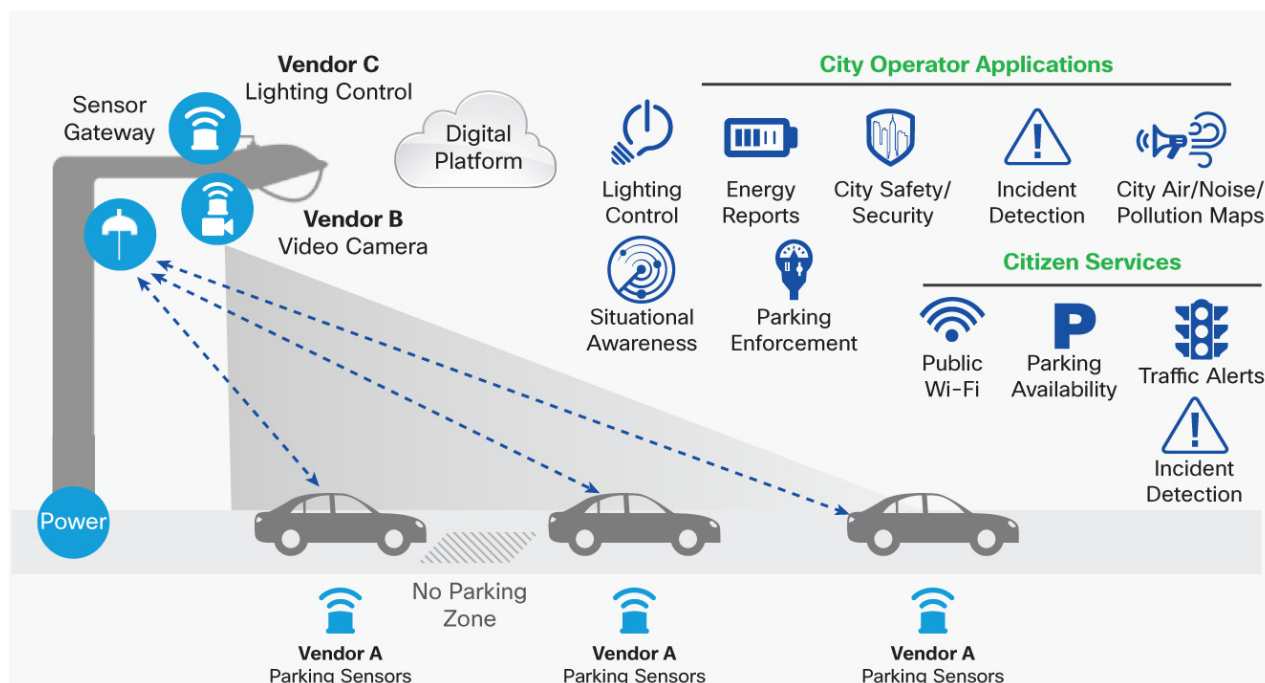 Vendor C
Lighting Control
Sensor
Gateway
Digital
Platform
Vendor B
Video Camera
City Operator Applications
Lighting
Control
Energy
Reports
City Safety/
Security
Incident
Detection
City Air/Noise/
Pollution Maps
Situational
Awareness
Parking
Enforcement
Citizen Services
Public
Wi-Fi
P
Parking
Availability
Traffic Alerts
Incident
Detection
Power
No Parking
Zone
Vendor A
Parking Sensors
Vendor A
Parking Sensors
Vendor A
Parking Sensors